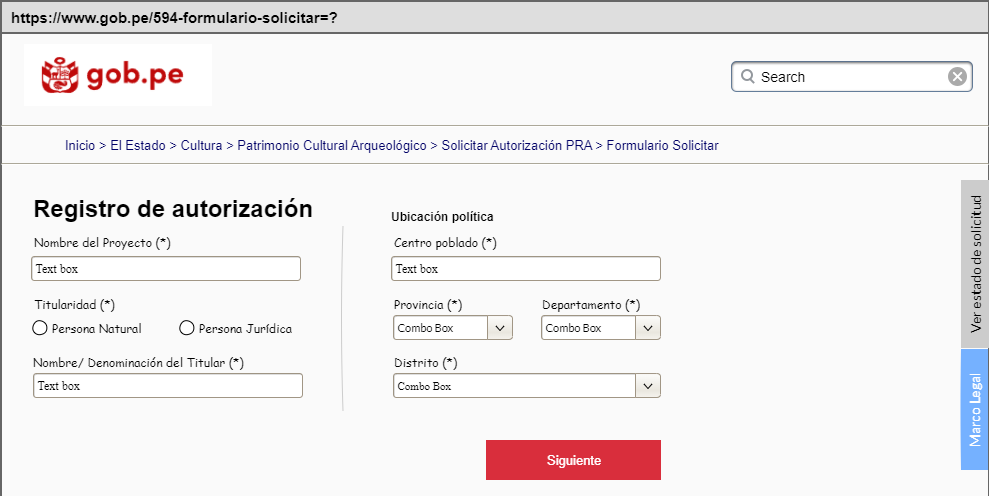 https://www.gob.pe/594-formulario-solicitar=?
gob.pe
Search
Inicio > El Estado > Cultura > Patrimonio Cultural Arqueológico > Solicitar Autorización PRA > Formulario Solicitar
Registro de autorización
Nombre del Proyecto (*)
Text box
Titularidad (*)
Persona Natural
Persona Jurídica
Nombre/ Denominación del Titular (*)
Text box
Ubicación política
Centro poblado (*)
Text box
Provincia (*)
Departamento (*)
Combo Box
Combo Box
Distrito (*)
Combo Box
Siguiente
Ver estado de solicitud
Marco Legal